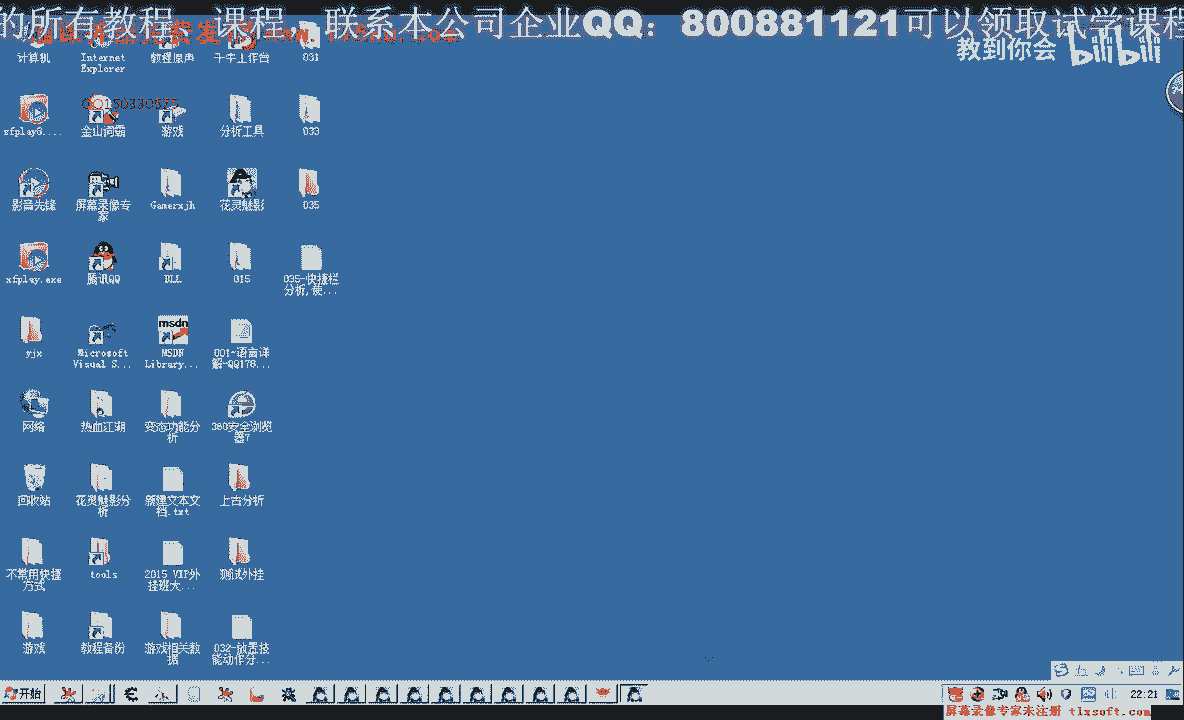 的所有教程、课程、联系本公司企业QQ：800881121可以领取试学课程
教到你会 bilibili
计算机
Internet
Explorer
教程原声
千牛工作台
031
xfplay8....
金山词霸
游戏
分析工具
033
影音先锋
屏幕录像专
家
Gamerxjh
花灵魅影
035
xfplay.exe
腾讯QQ
DLL
015
035-快捷栏
分析,使...
yjx
Microsoft
Visual S...
msdn
MSDN
Library...
001-语言详
解-QQ178...
网络
热血江湖
变态功能分
析
360安全浏览
器7
回收站
花灵魅影分
析
新建文本文
档.txt
上古分析
不常用快捷
方式
tools
2015 VIP外
挂班大...
测试外挂
游戏
教程备份
游戏相关数
据
032-放置技
能动作分...
开始
22:21
屏幕录像专家未注册 tlxsoft.com